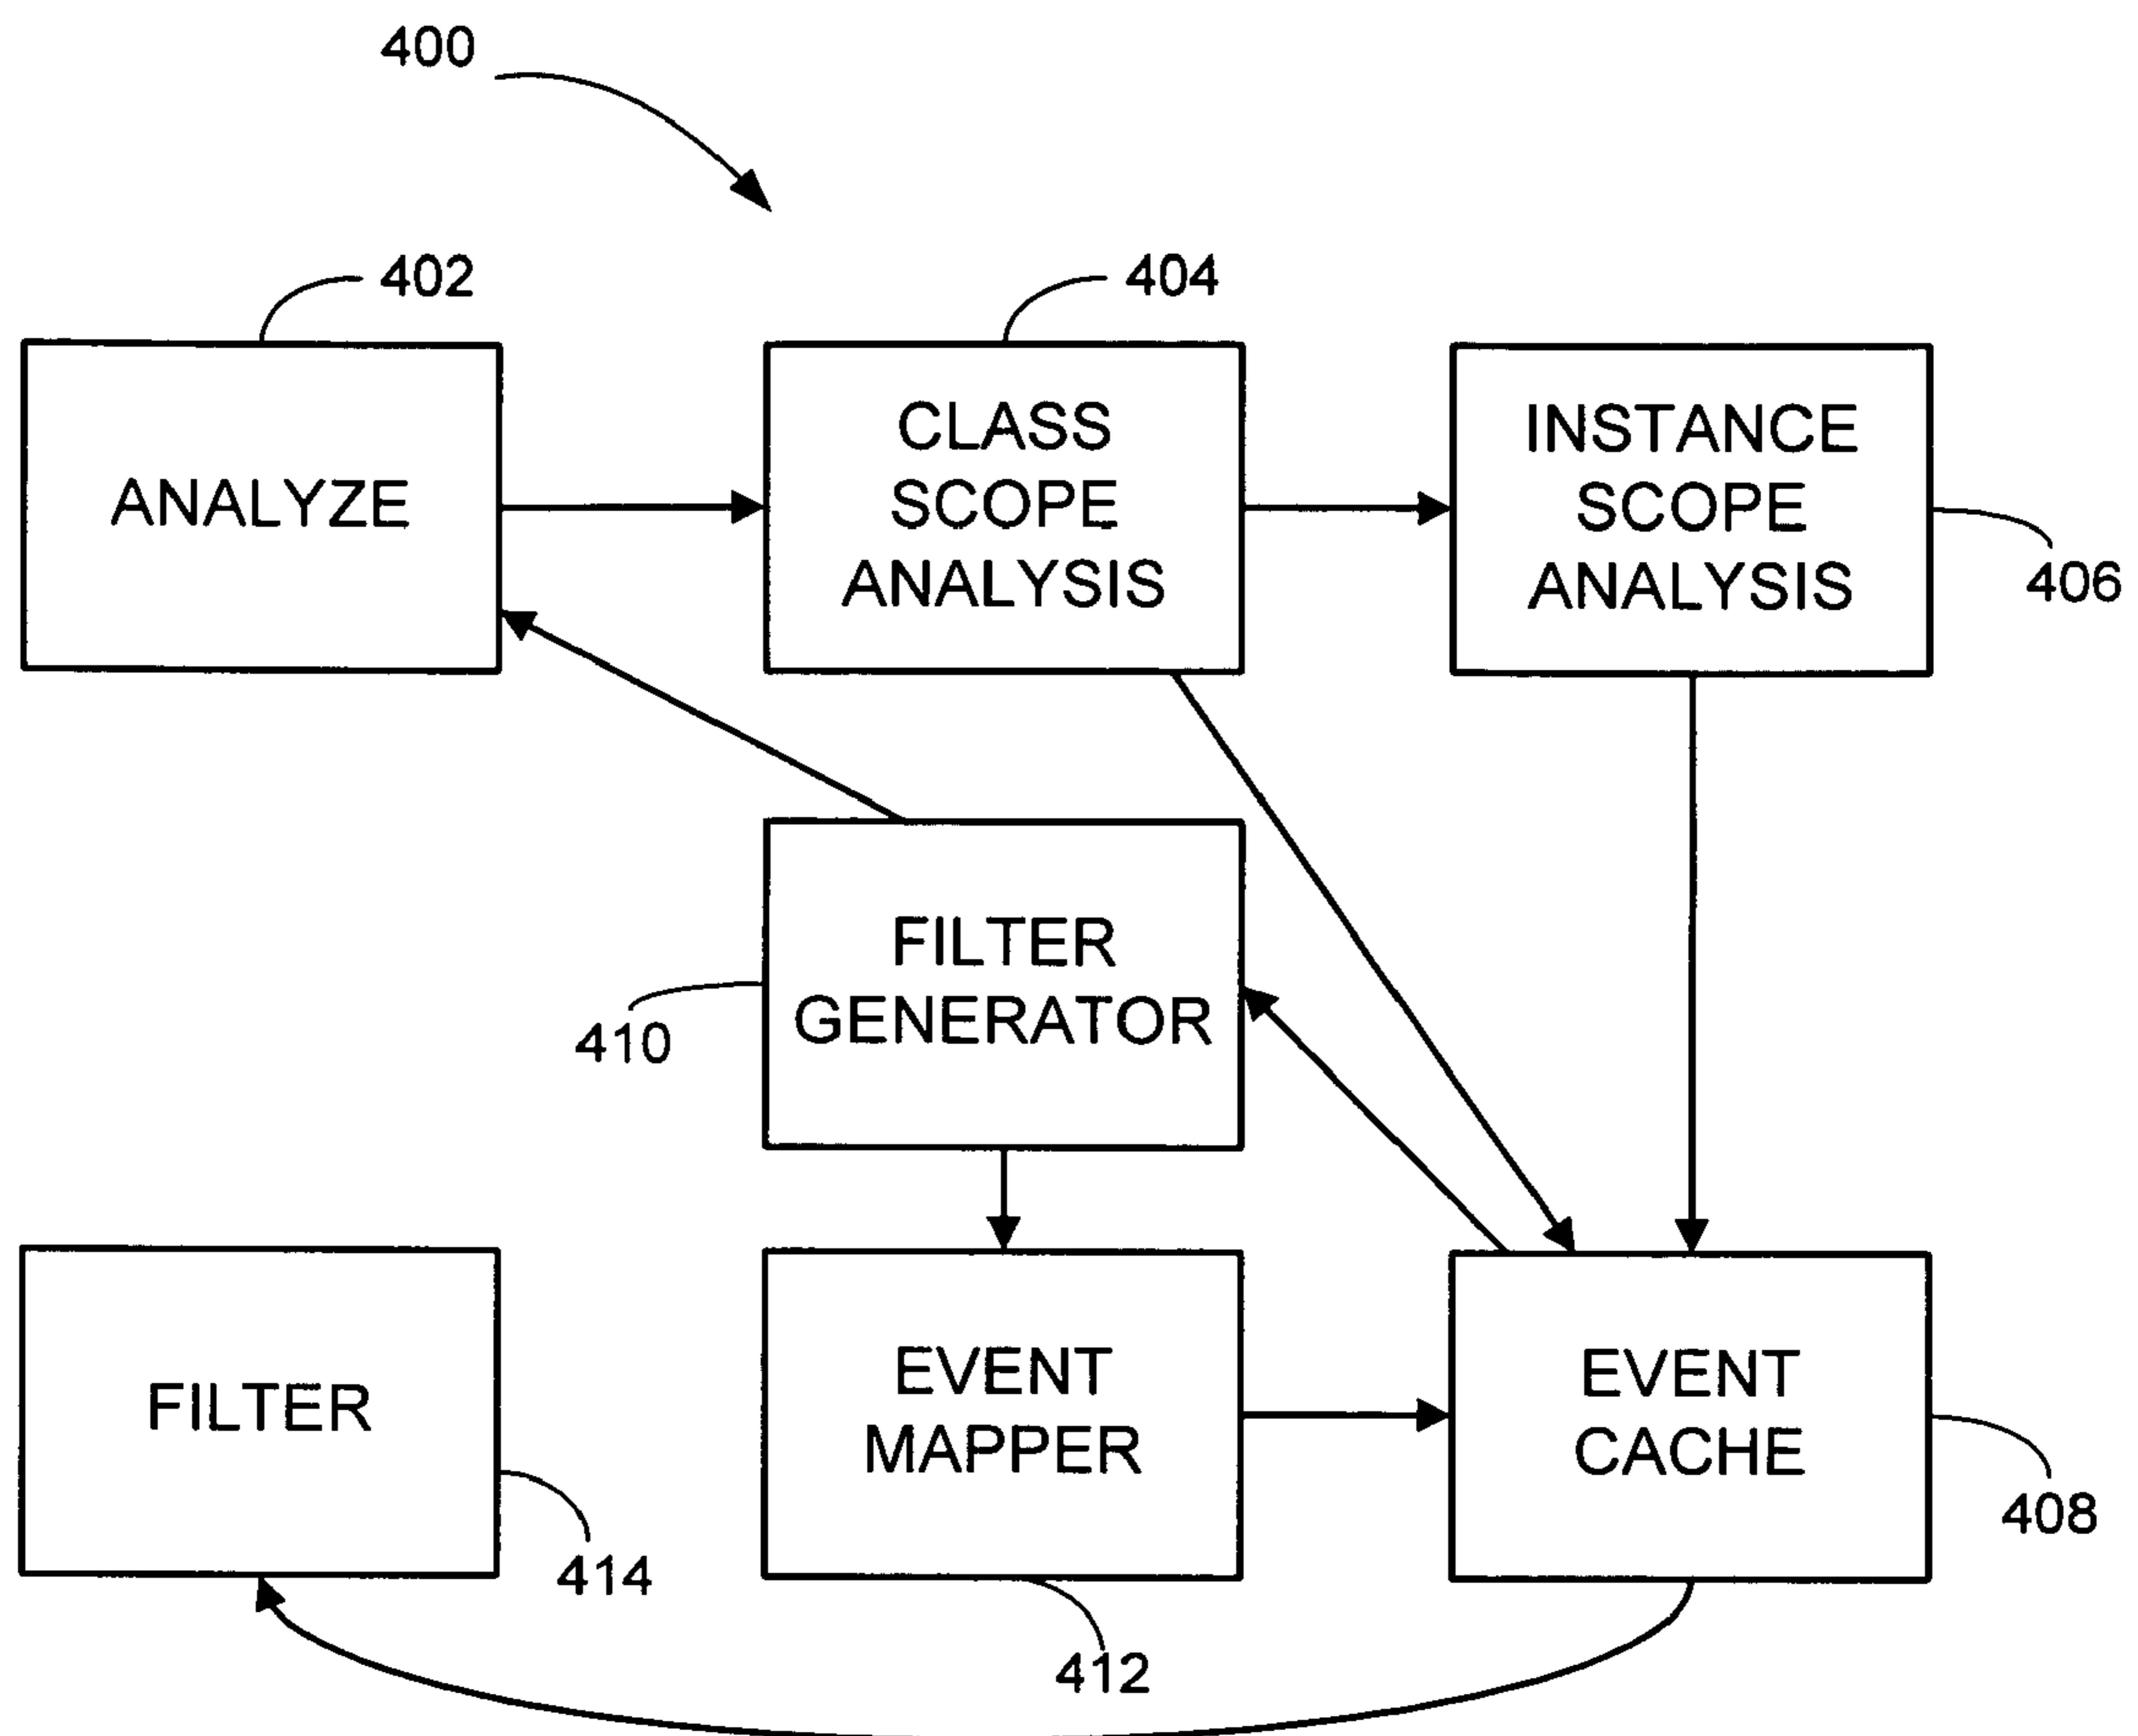 400
402
404
ANALYZE
CLASS
SCOPE
ANALYSIS
INSTANCE
SCOPE
ANALYSIS
406
FILTER
GENERATOR
410
FILTER
414
EVENT
MAPPER
412
EVENT
CACHE
408